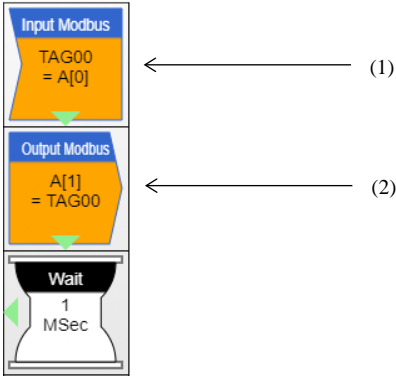 Input Modbus
TAG00
= A[0]
(1)
Output Modbus
A[1]
= TAG00
(2)
Wait
1
MSec